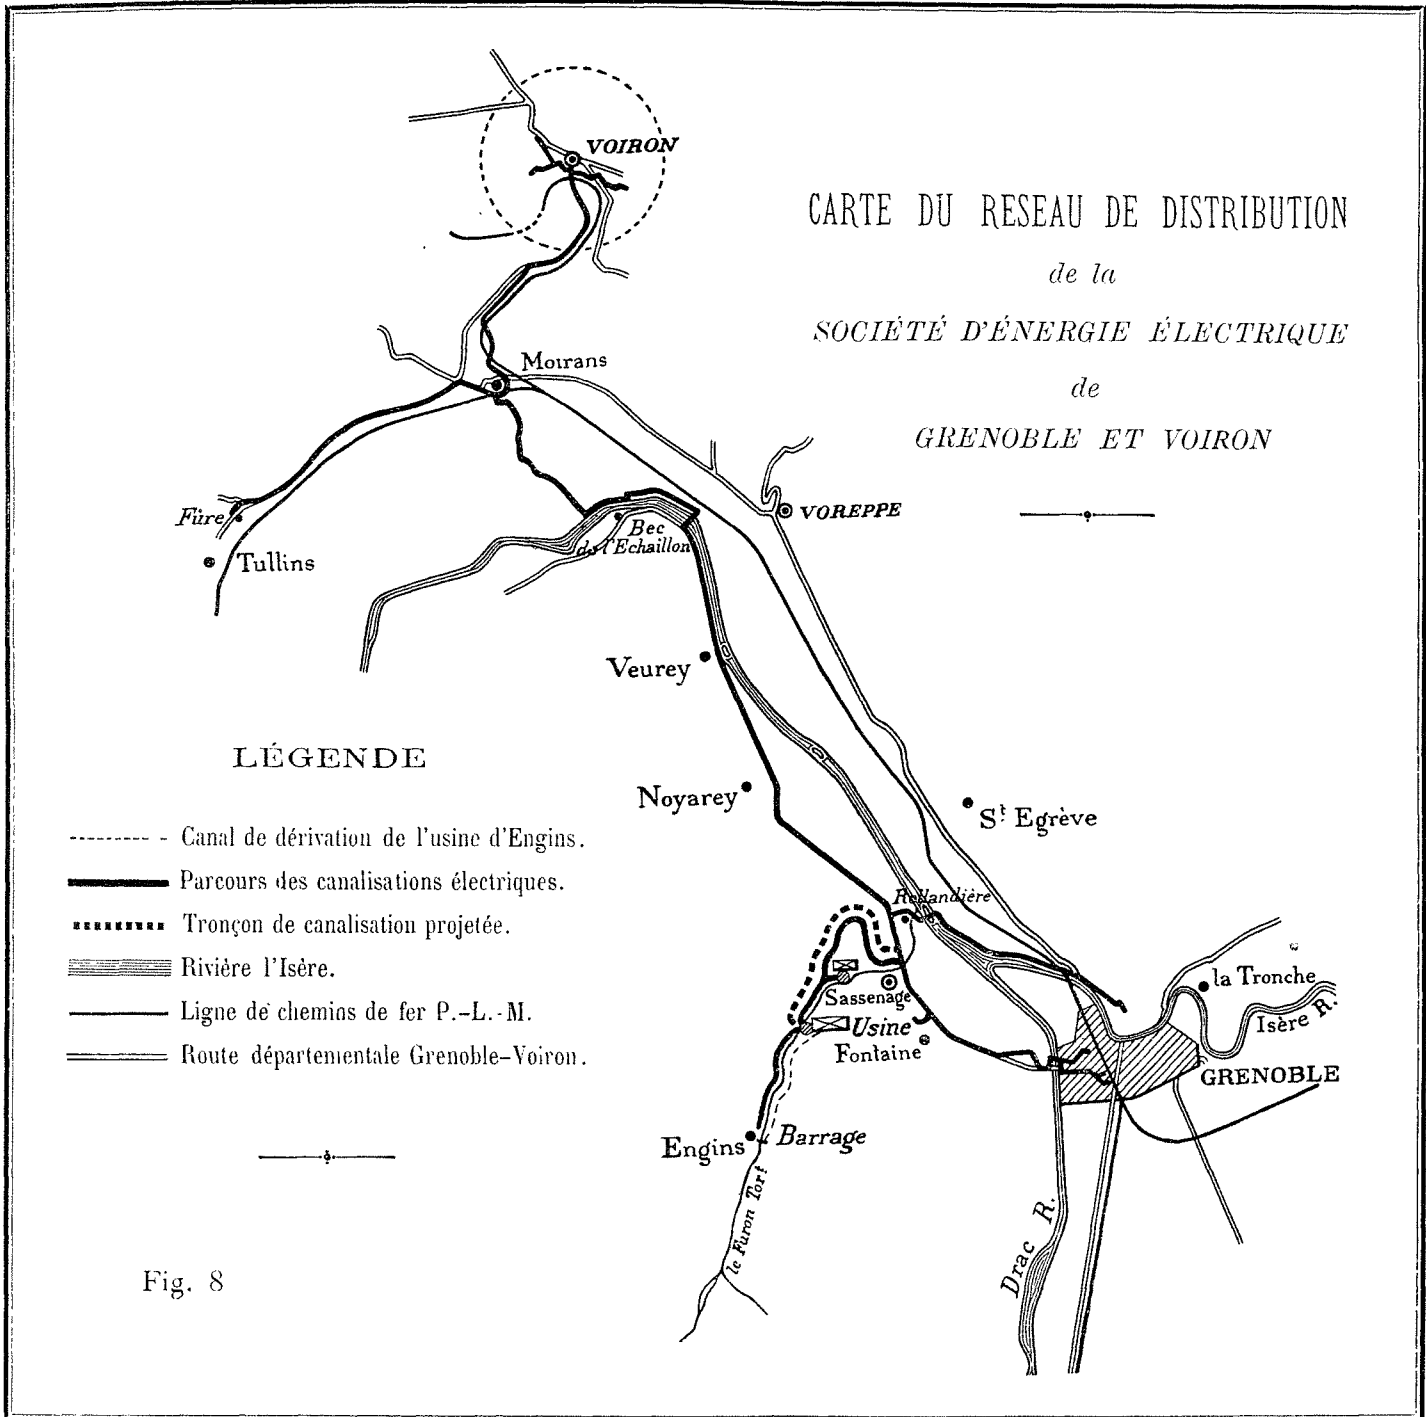 CARTE DU RESEAU DE DISTRIBUTION
de la
SOCIÉTÉ D'ÉNERGIE ÉLECTRIQUE
de
GRENOBLE ET VOIRON
VOIRON
Moirans
VOREPPE
Fûre
Tullins
Bec
de l'Echaillon
Veurey
Noyarey
St Egrève
Rollandière
Sassenage
Usine
Fontaine
la Tronche
Isère R.
GRENOBLE
Engins
Barrage
le Furon Tort
Drac R.
LÉGENDE
Canal de dérivation de l'usine d'Engins.
Parcours des canalisations électriques.
Tronçon de canalisation projetée.
Rivière l'Isère.
Ligne de chemins de fer P.-L.-M.
Route départementale Grenoble-Voiron.
Fig. 8